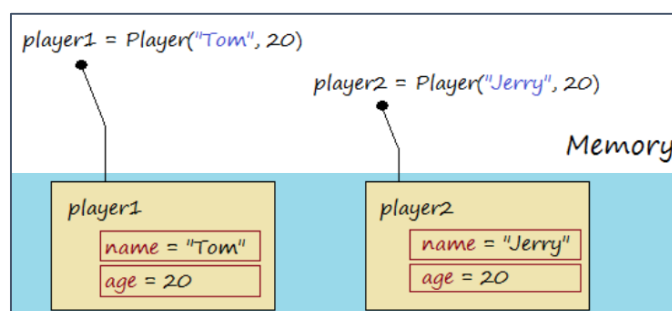 player1 = Player("Tom", 20)
player2 = Player("Jerry", 20)
Memory
player1
name = "Tom"
age = 20
player2
name = "Jerry"
age = 20